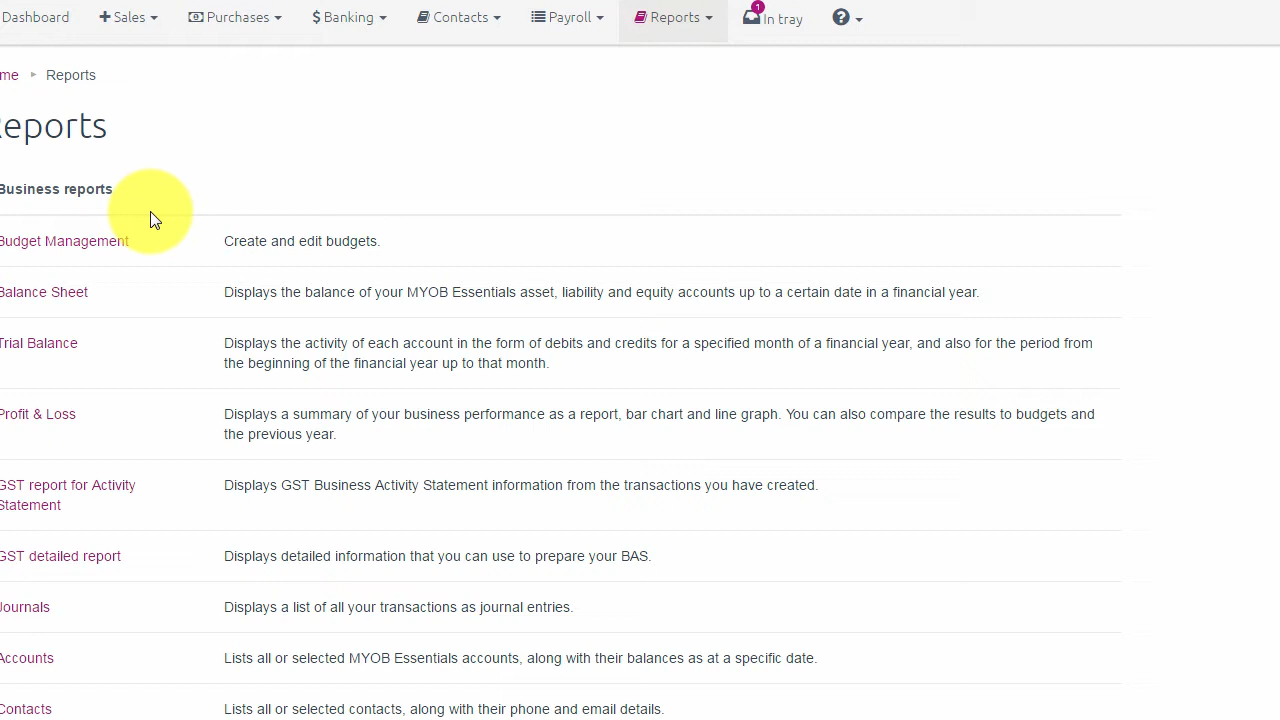 Dashboard Sales Purchases $ Banking Contacts Payroll Reports 1 In tray ?
me Reports
eports
Business reports
Budget Management Create and edit budgets.
Balance Sheet Displays the balance of your MYOB Essentials asset, liability and equity accounts up to a certain date in a financial year.
Trial Balance Displays the activity of each account in the form of debits and credits for a specified month of a financial year, and also for the period from
the beginning of the financial year up to that month.
Profit & Loss Displays a summary of your business performance as a report, bar chart and line graph. You can also compare the results to budgets and
the previous year.
GST report for Activity Displays GST Business Activity Statement information from the transactions you have created.
Statement
GST detailed report Displays detailed information that you can use to prepare your BAS.
Journals Displays a list of all your transactions as journal entries.
Accounts Lists all or selected MYOB Essentials accounts, along with their balances as at a specific date.
Contacts Lists all or selected contacts, along with their phone and email details.